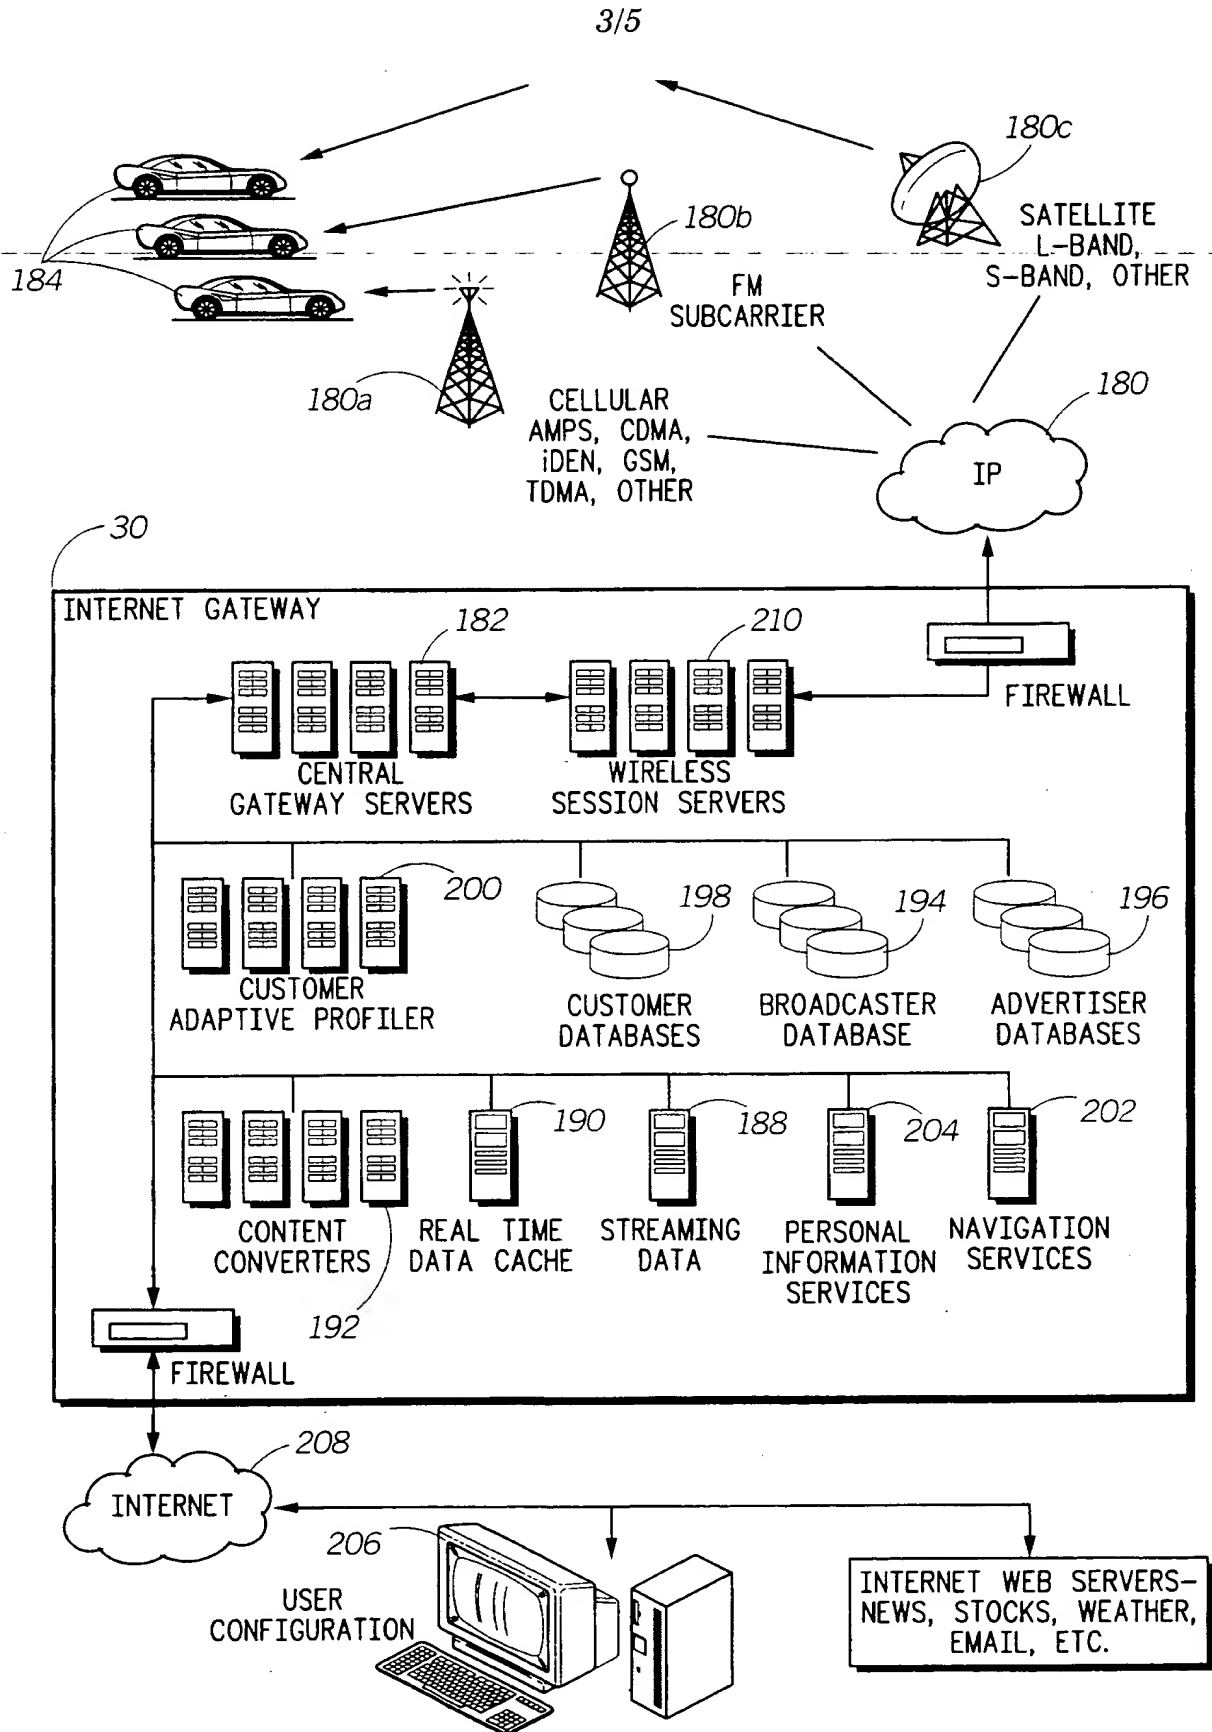 3/5
180c
180b
SATELLITE
L-BAND,
S-BAND, OTHER
184
FM
SUBCARRIER
180a
180
CELLULAR
AMPS, CDMA,
iDEN, GSM,
TDMA, OTHER
IP
30
INTERNET GATEWAY
182
210
FIREWALL
CENTRAL
GATEWAY SERVERS
WIRELESS
SESSION SERVERS
200
198
194
196
CUSTOMER
ADAPTIVE PROFILER
CUSTOMER
DATABASES
BROADCASTER
DATABASE
ADVERTISER
DATABASES
190
188
204
202
CONTENT
CONVERTERS
REAL TIME
DATA CACHE
STREAMING
DATA
PERSONAL
INFORMATION
SERVICES
NAVIGATION
SERVICES
192
FIREWALL
208
INTERNET
206
USER
CONFIGURATION
INTERNET WEB SERVERS-
NEWS, STOCKS, WEATHER,
EMAIL, ETC.